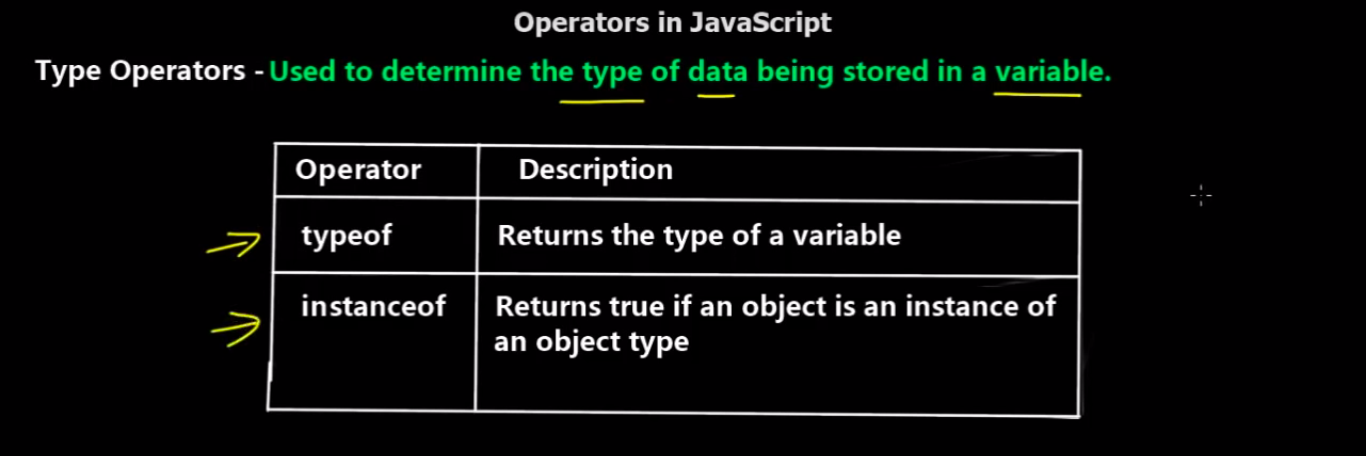 Operators in JavaScript
Type Operators - Used to determine the type of data being stored in a variable.
Operator Description
typeof Returns the type of a variable
instanceof Returns true if an object is an instance of
an object type